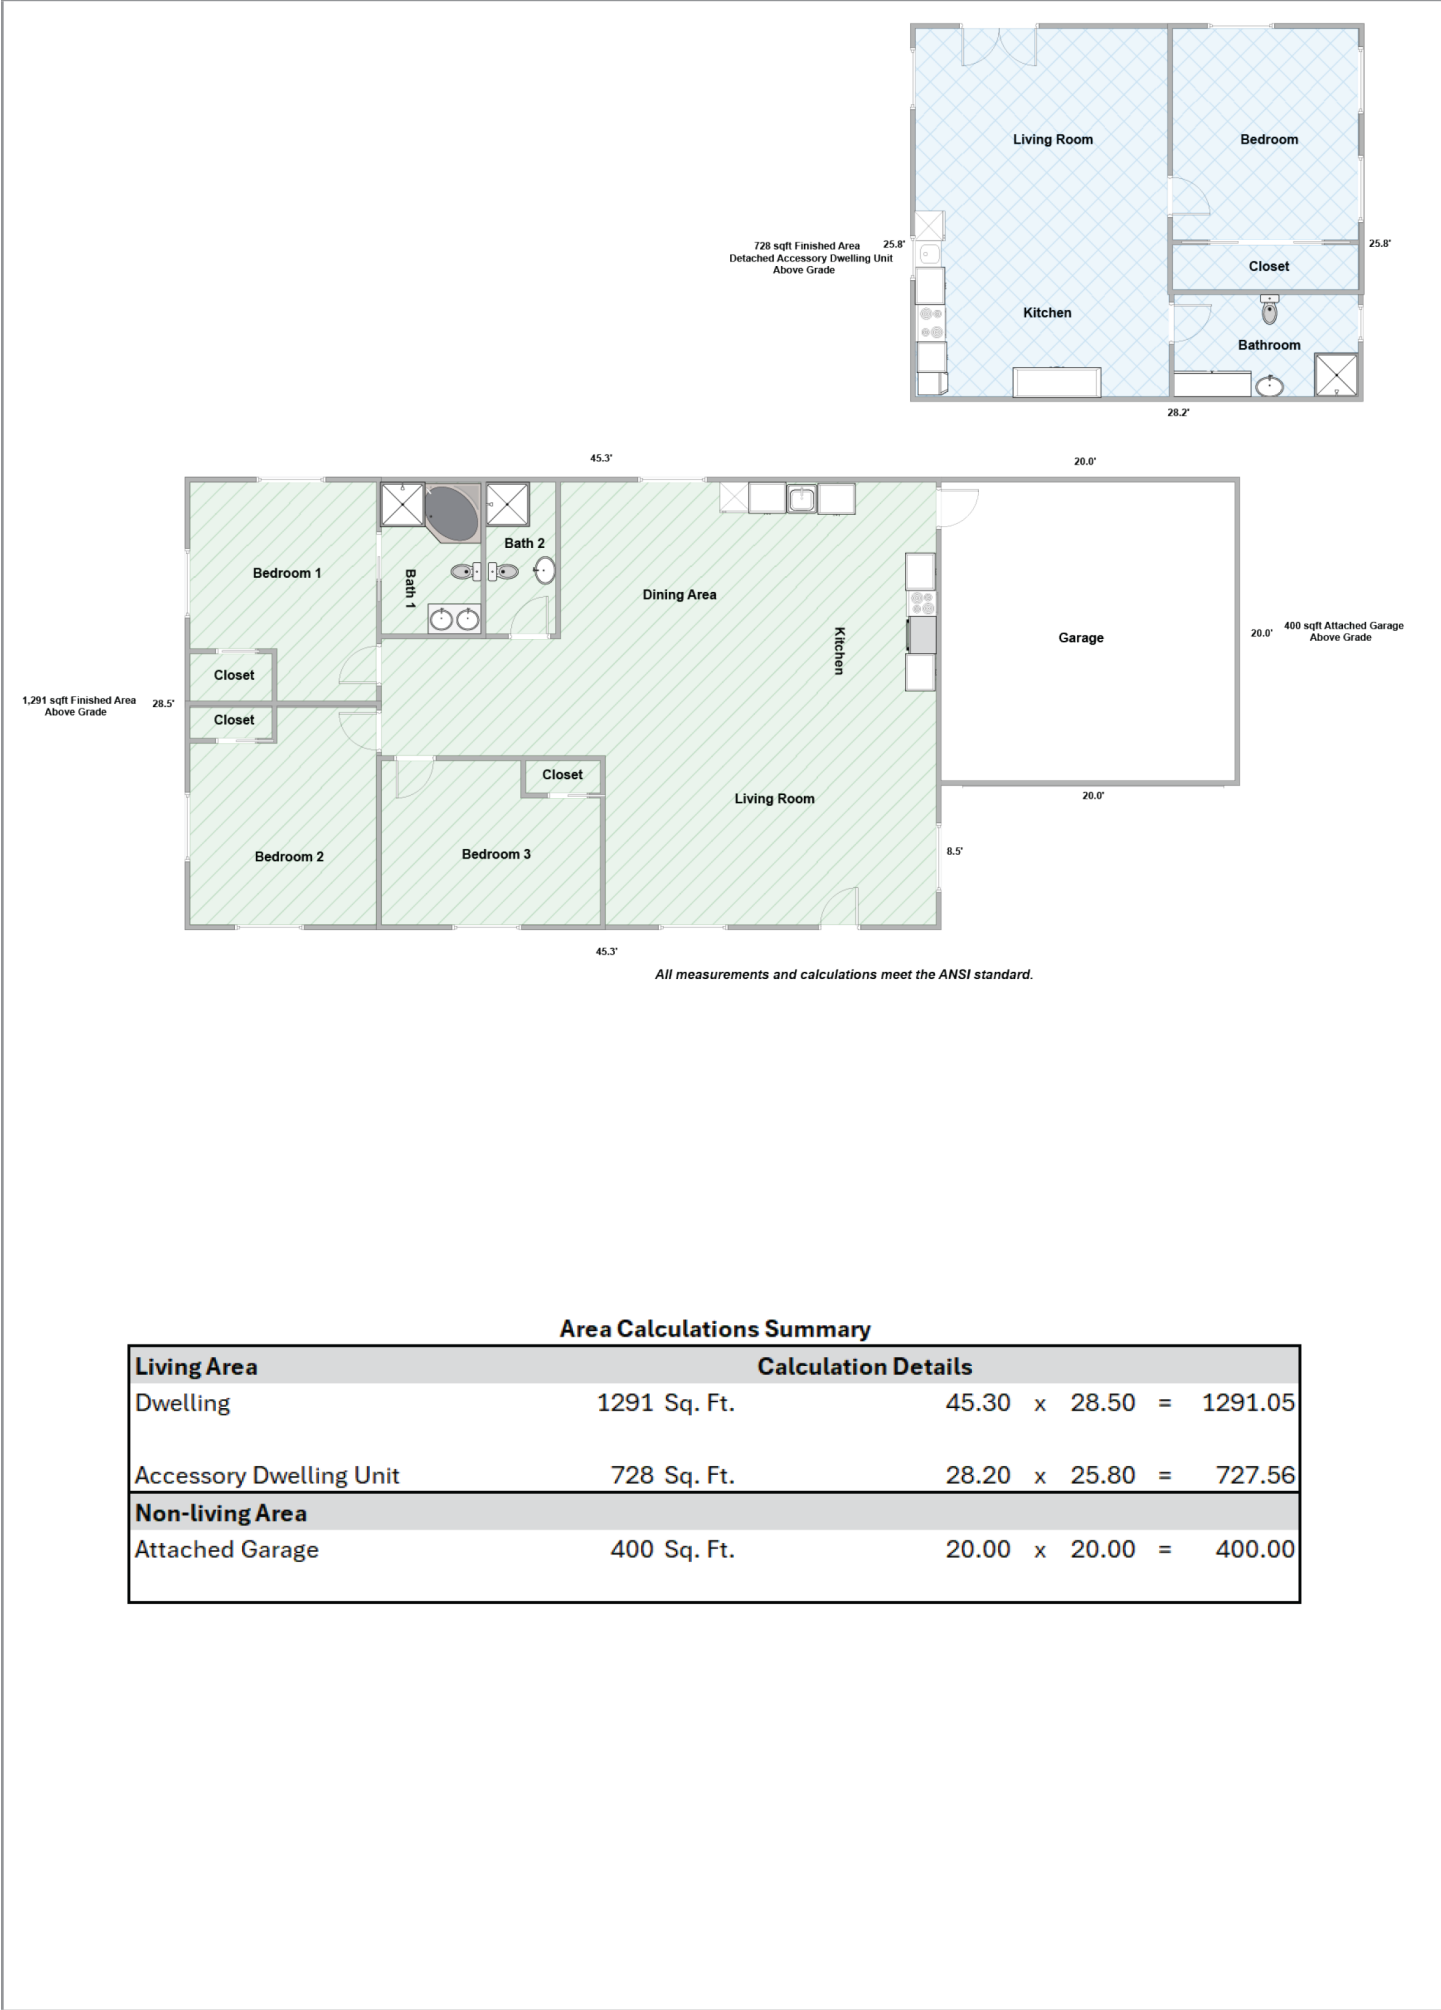 Living Room
Bedroom
728 sqft Finished Area
Detached Accessory Dwelling Unit
Above Grade
25.8'
25.8'
Closet
Kitchen
Bathroom
28.2'
45.3'
20.0'
Bedroom 1
Bath 1
Bath 2
Dining Area
Kitchen
Garage
20.0'
400 sqft Attached Garage
Above Grade
Closet
1,291 sqft Finished Area
Above Grade
28.5'
Closet
Closet
Living Room
20.0'
Bedroom 2
Bedroom 3
8.5'
45.3'
All measurements and calculations meet the ANSI standard.
Area Calculations Summary
Living Area Calculation Details
Dwelling 1291 Sq. Ft. 45.30 x 28.50 = 1291.05
Accessory Dwelling Unit 728 Sq. Ft. 28.20 x 25.80 = 727.56
Non-living Area
Attached Garage 400 Sq. Ft. 20.00 x 20.00 = 400.00